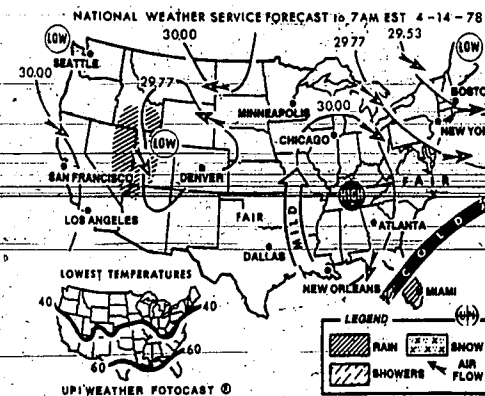 NATIONAL WEATHER SERVICE FORECAST to 7AM EST 4-14-78
LOW
SEATTLE
30.00
30.00
29.77
29.77
29.53
LOW
BOSTON
NEW YORK
MINNEAPOLIS
30.00
CHICAGO
LOW
SAN FRANCISCO
DENVER
FAIR
LOS ANGELES
FAIR
MILD
ATLANTA
DALLAS
NEW ORLEANS
COLD
MIAMI
LOWEST TEMPERATURES
40
40
60
60
UPI WEATHER FOTOCAST ®
LEGEND
RAIN
SNOW
SHOWERS
AIR FLOW